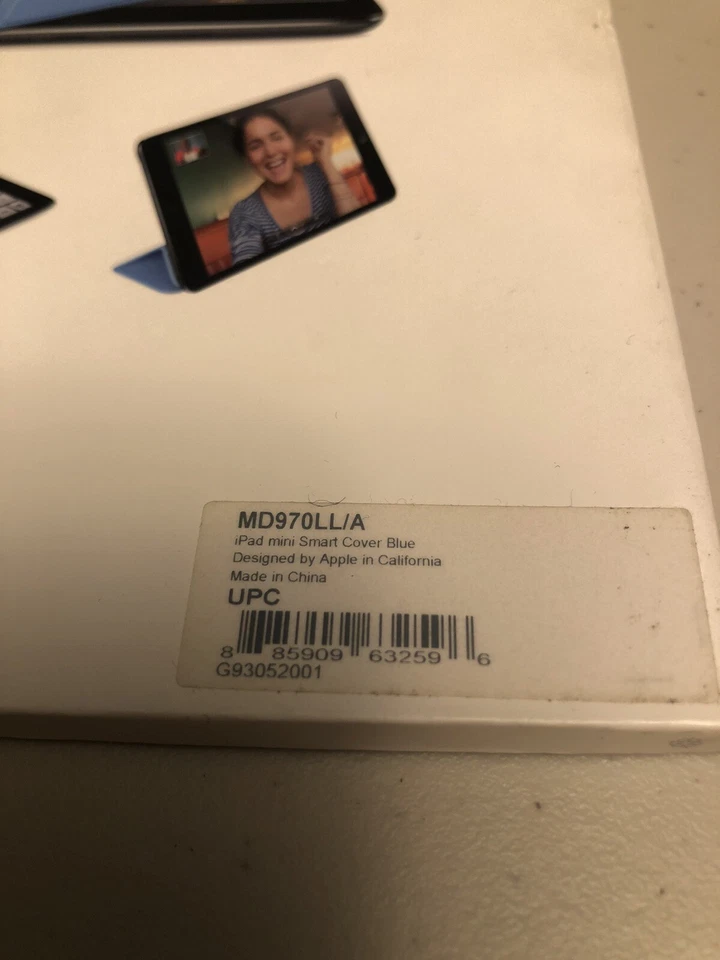 MD970LL/A
iPad mini Smart Cover Blue
Designed by Apple in California
Made in China
UPC
8 85909 63259 6
G93052001